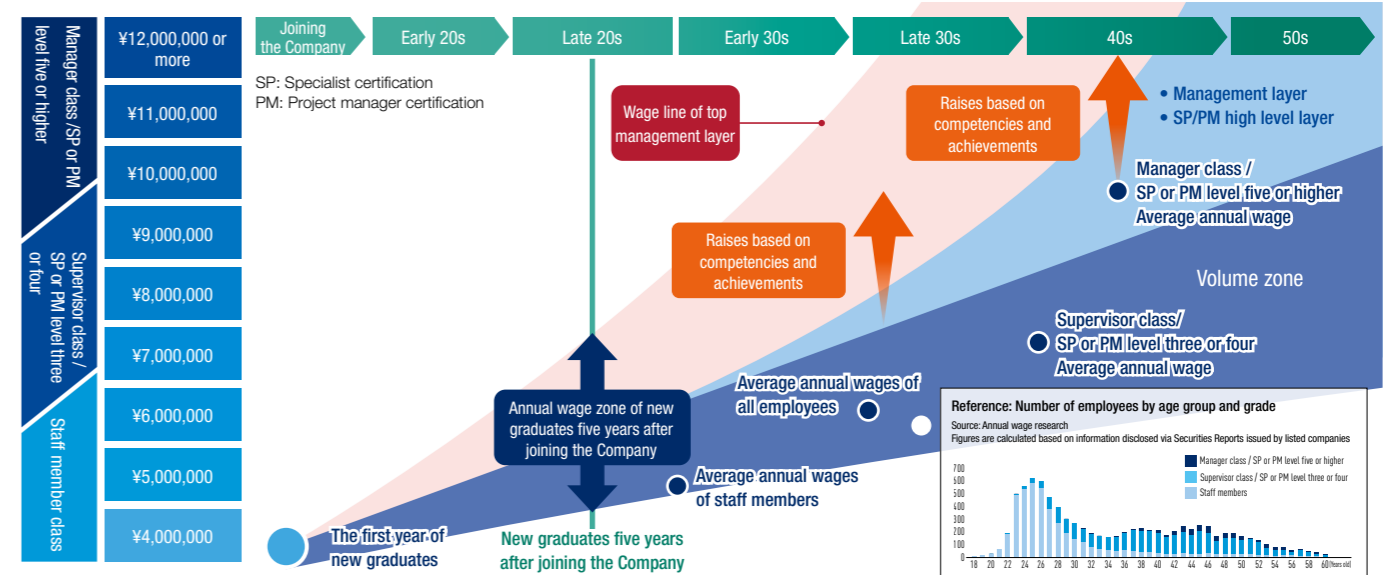 Manager class /SP or PM
level five or higher
Supervisor class /
SP or PM level three
or four
Staff member class
¥12,000,000 or
more
¥11,000,000
¥10,000,000
¥9,000,000
¥8,000,000
¥7,000,000
¥6,000,000
¥5,000,000
¥4,000,000
Joining
the Company
Early 20s
Late 20s
Early 30s
Late 30s
40s
50s
SP: Specialist certification
PM: Project manager certification
Wage line of top
management layer
Raises based on
competencies and
achievements
• Management layer
• SP/PM high level layer
Manager class /
SP or PM level five or higher
Average annual wage
Raises based on
competencies and
achievements
Volume zone
Supervisor class/
SP or PM level three or four
Average annual wage
Average annual wages of
all employees
Annual wage zone of new
graduates five years after
joining the Company
Average annual wages
of staff members
The first year of
new graduates
New graduates five years
after joining the Company
Reference: Number of employees by age group and grade
Source: Annual wage research
Figures are calculated based on information disclosed via Securities Reports issued by listed companies
Manager class / SP or PM level five or higher
Supervisor class / SP or PM level three or four
Staff members
700
600
500
400
300
200
100
0
18 20 22 24 26 28 30 32 34 36 38 40 42 44 46 48 50 52 54 56 58 60 (Years old)